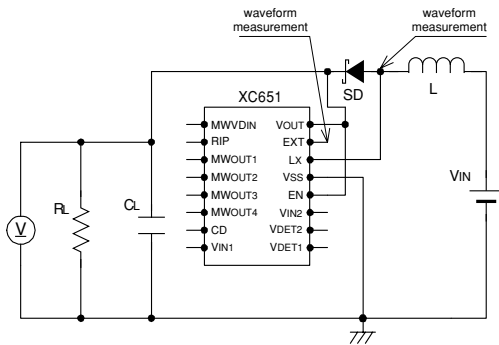 waveform
measurement
waveform
measurement
SD
L
XC651
MWVDIN
RIP
MWOUT1
MWOUT2
MWOUT3
MWOUT4
CD
VIN1
VOUT
EXT
LX
VSS
EN
VIN2
VDET2
VDET1
VIN
RL
CL
V